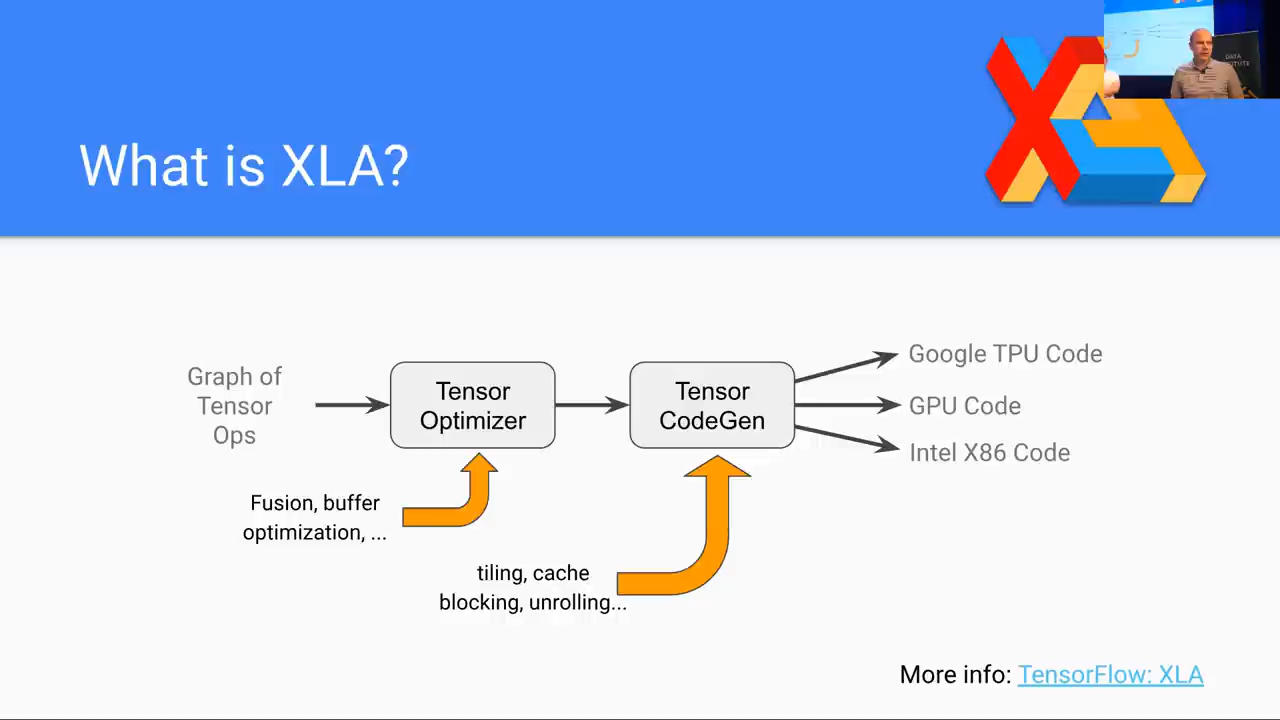 What is XLA?
Graph of
Tensor
Ops
Tensor
Optimizer
Tensor
CodeGen
Google TPU Code
GPU Code
Intel X86 Code
Fusion, buffer
optimization, ...
tiling, cache
blocking, unrolling...
More info: TensorFlow: XLA
DATA